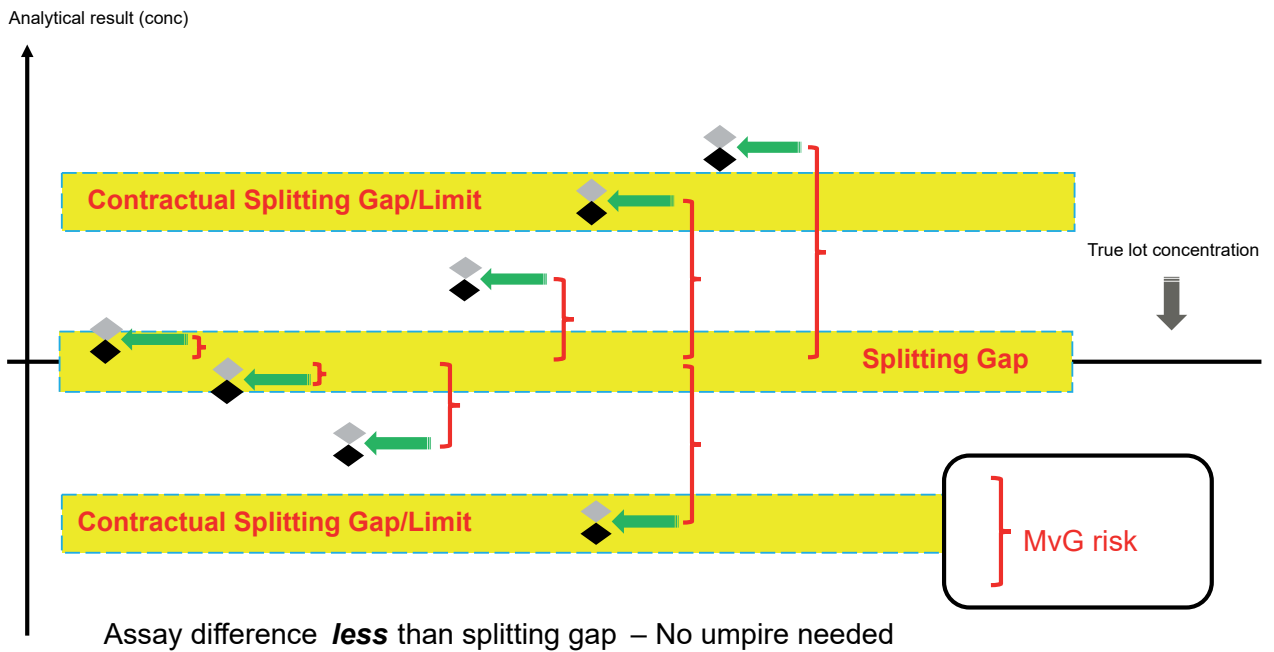 Analytical result (conc)
Contractual Splitting Gap/Limit
True lot concentration
Splitting Gap
Contractual Splitting Gap/Limit
MvG risk
Assay difference less than splitting gap – No umpire needed